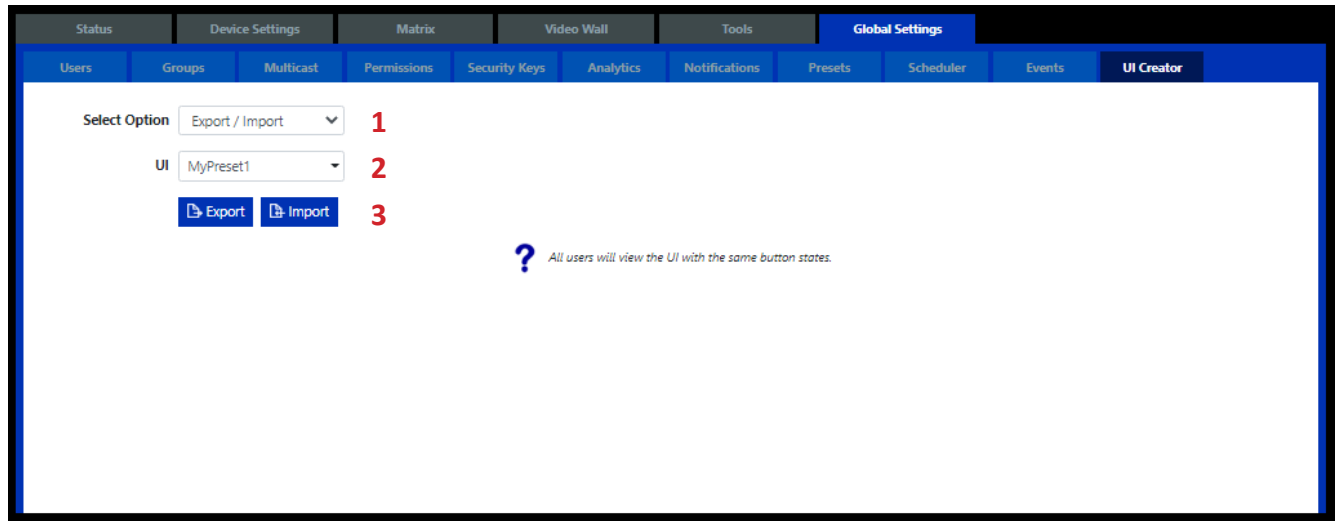 Status Device Settings Matrix Video Wall Tools Global Settings
Users Groups Multicast Permissions Security Keys Analytics Notifications Presets Scheduler Events UI Creator
Select Option Export / Import 1
UI MyPreset1 2
Export Import 3
? All users will view the UI with the same button states.